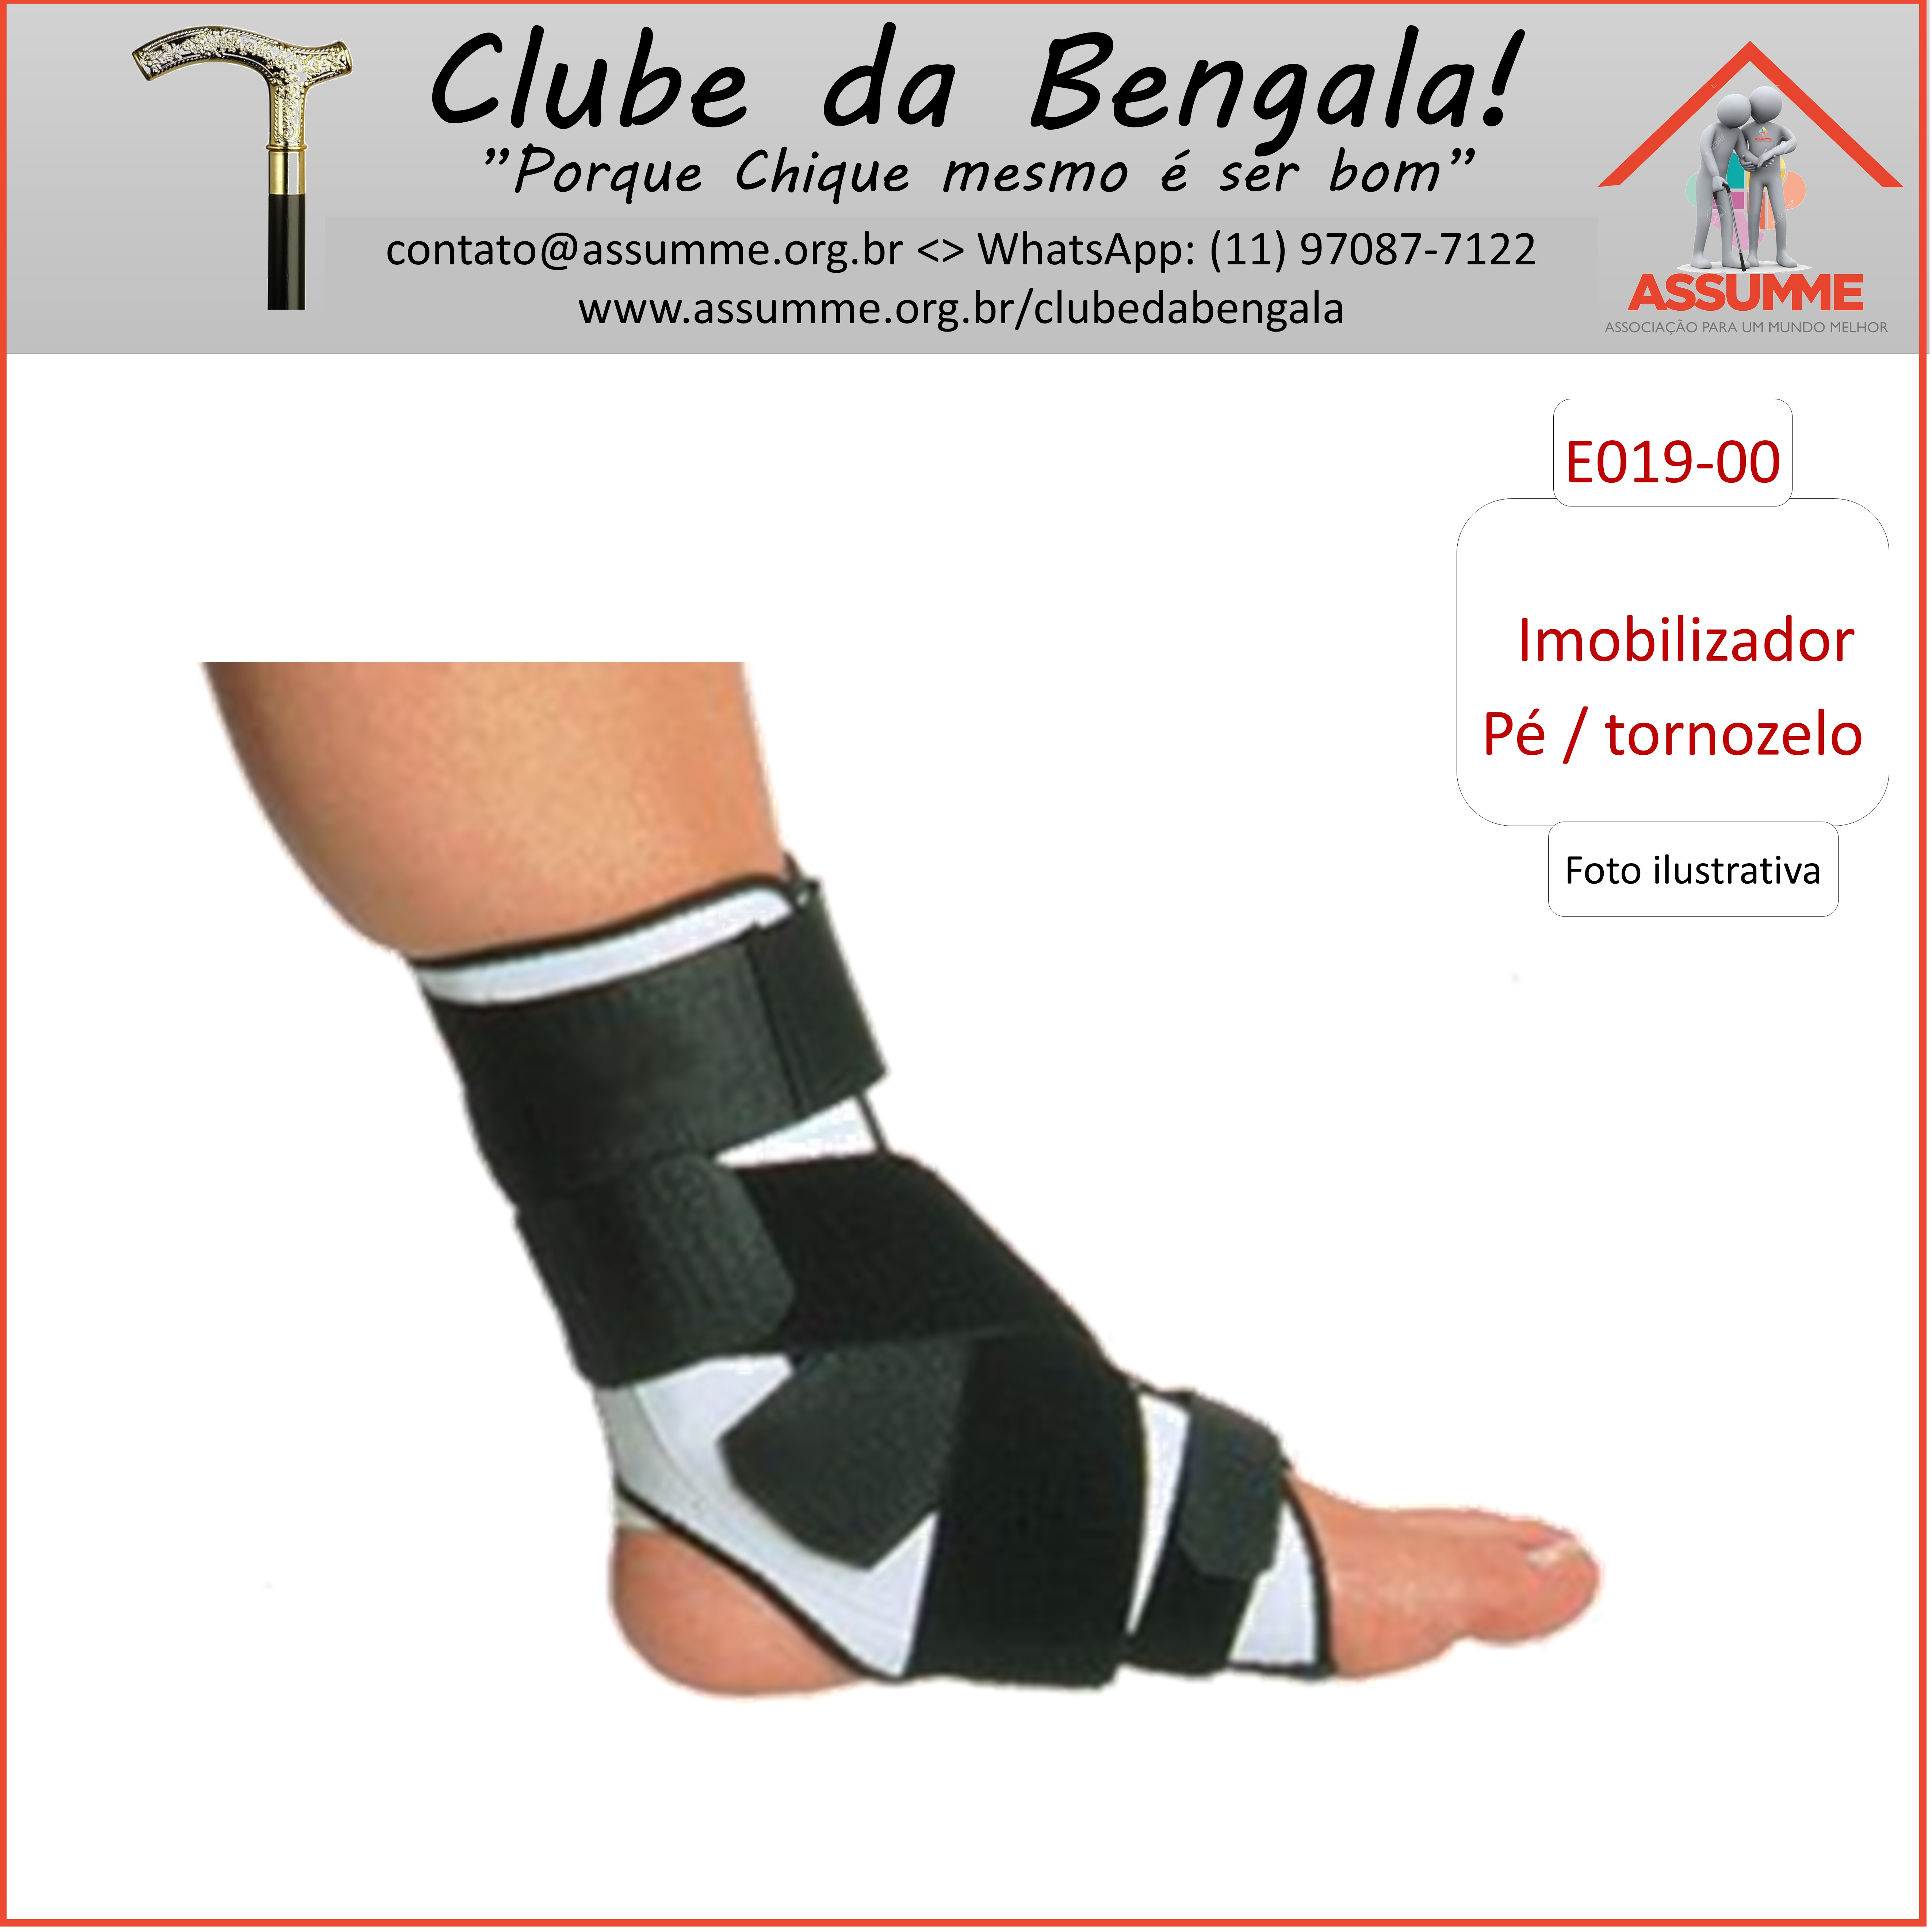 Clube da Bengala!
”Porque Chique mesmo é ser bom”
contato@assumme.org.br <> WhatsApp: (11) 97087-7122
www.assumme.org.br/clubedabengala
ASSUMME
ASSOCIAÇÃO PARA UM MUNDO MELHOR
E019-00
Imobilizador
Pé / tornozelo
Foto ilustrativa